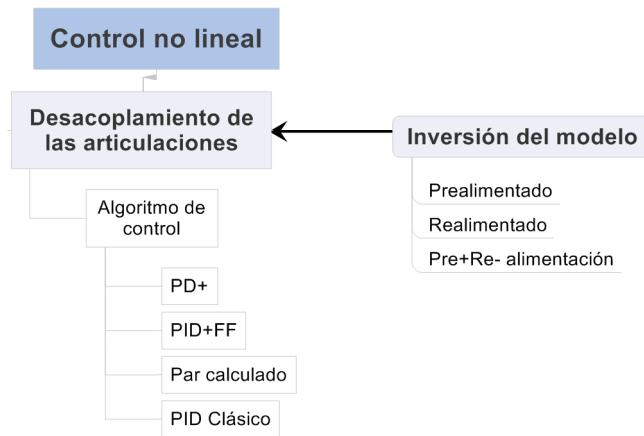 Control no lineal
Desacoplamiento de
las articulaciones
Inversión del modelo
Algoritmo de
control
Prealimentado
Realimentado
Pre+Re- alimentación
PD+
PID+FF
Par calculado
PID Clásico